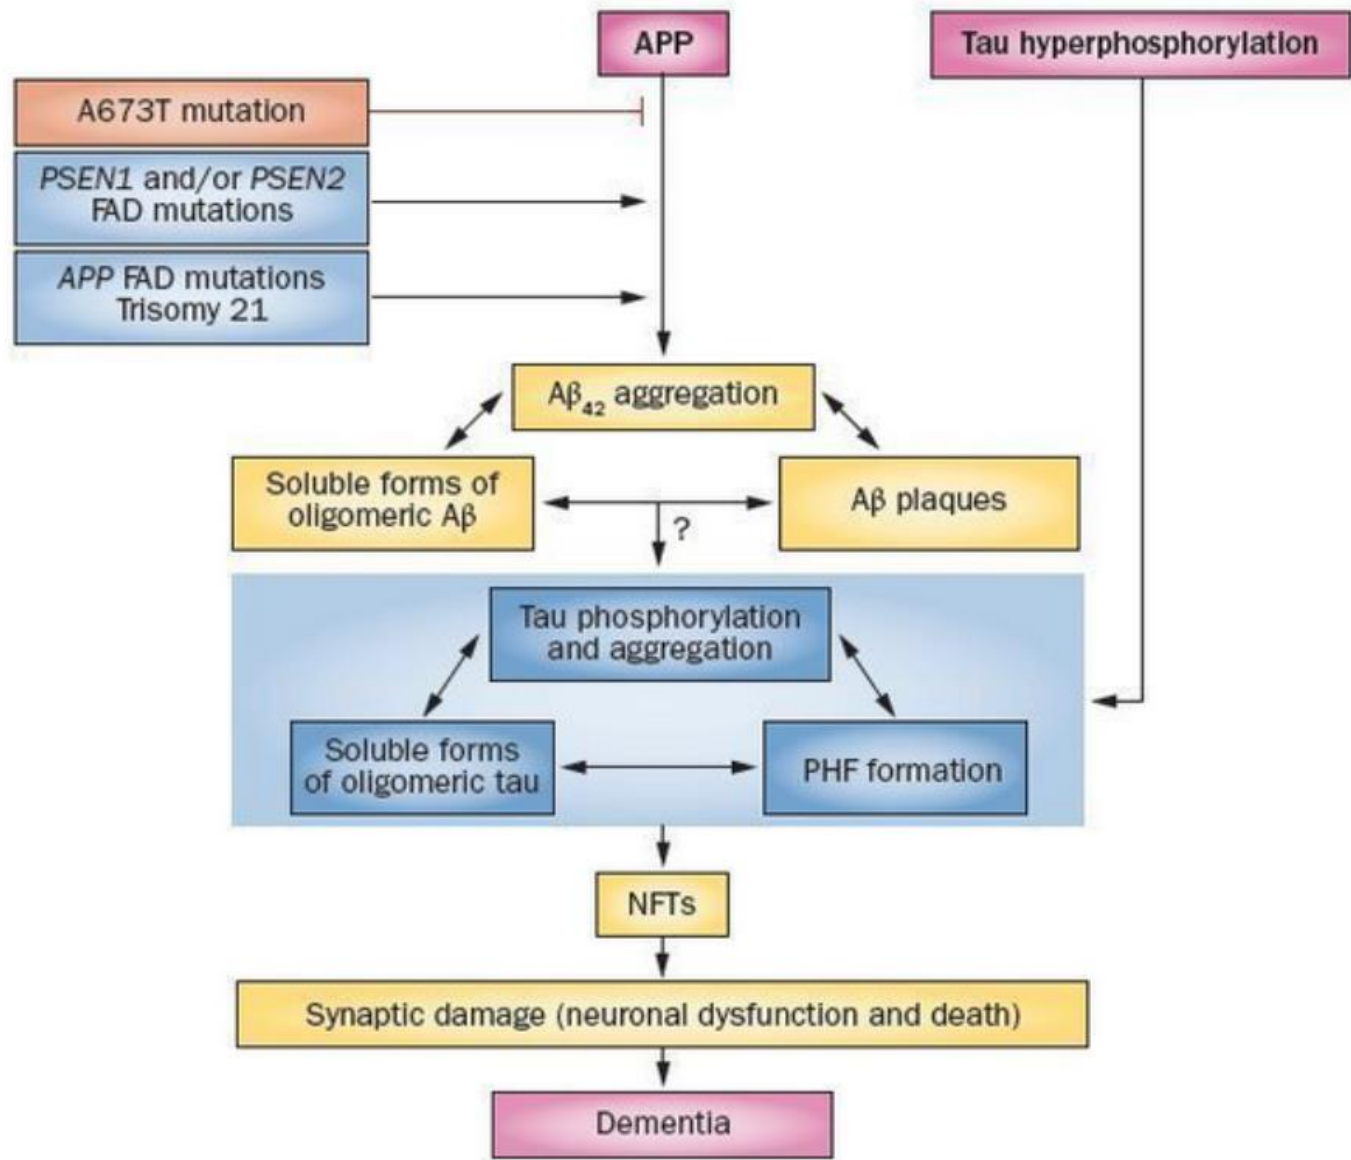 APP
Tau hyperphosphorylation
A673T mutation
PSEN1 and/or PSEN2
FAD mutations
APP FAD mutations
Trisomy 21
Aβ₄₂ aggregation
Soluble forms of
oligomeric Aβ
Aβ plaques
?
Tau phosphorylation
and aggregation
Soluble forms
of oligomeric tau
PHF formation
NFTs
Synaptic damage (neuronal dysfunction and death)
Dementia